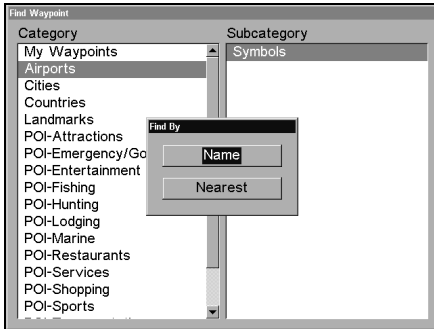 Find Waypoint
Category
Subcategory
My Waypoints
Airports
Cities
Countries
Landmarks
POI-Attractions
POI-Emergency/Go
POI-Entertainment
POI-Fishing
POI-Hunting
POI-Lodging
POI-Marine
POI-Restaurants
POI-Services
POI-Shopping
POI-Sports
Symbols
Find By
Name
Nearest